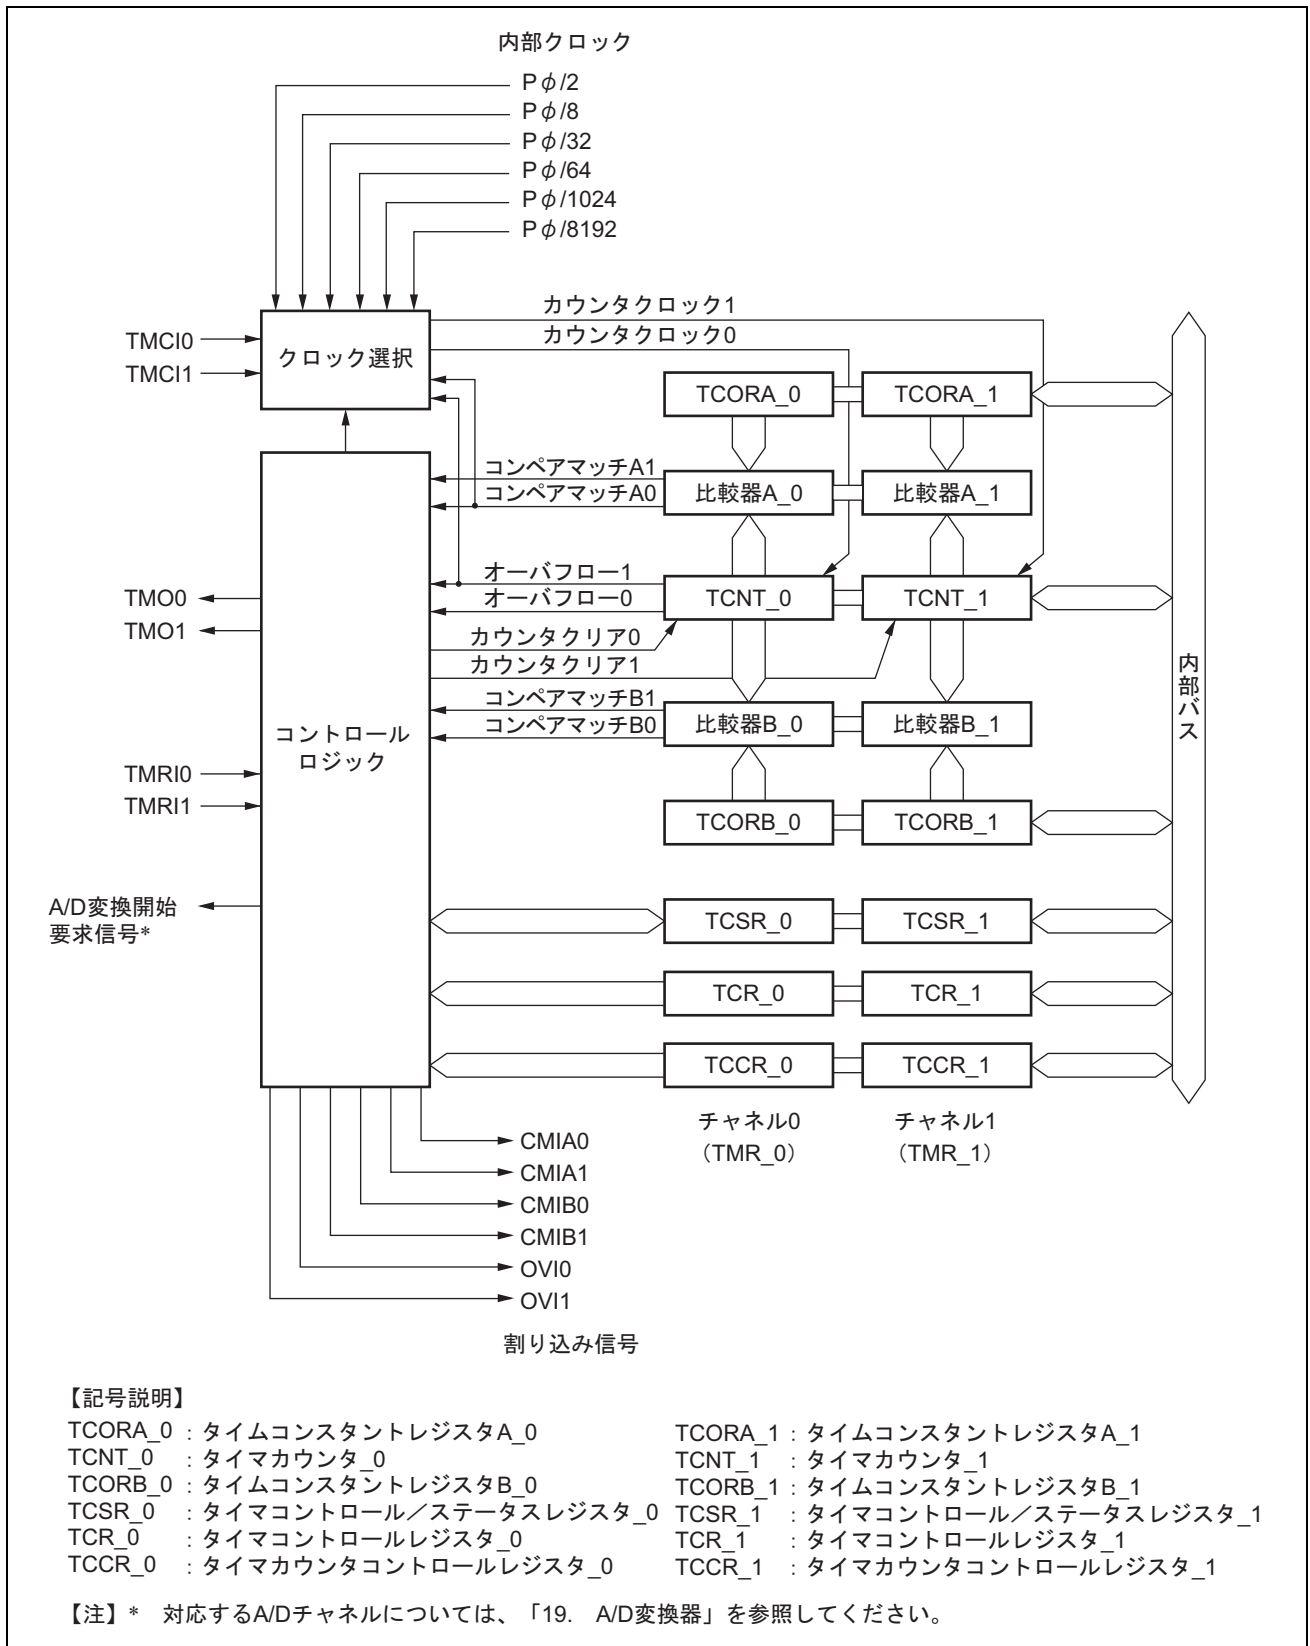 内部クロック
Pφ/2
Pφ/8
Pφ/32
Pφ/64
Pφ/1024
Pφ/8192
カウンタクロック1
カウンタクロック0
TMCI0
TMCI1
クロック選択
TCORA_0
TCORA_1
コンペアマッチA1
コンペアマッチA0
比較器A_0
比較器A_1
オーバフロー1
オーバフロー0
TCNT_0
TCNT_1
TMO0
TMO1
カウンタクリア0
カウンタクリア1
コンペアマッチB1
コンペアマッチB0
比較器B_0
比較器B_1
内部バス
コントロール
ロジック
TMRI0
TMRI1
TCORB_0
TCORB_1
A/D変換開始
要求信号*
TCSR_0
TCSR_1
TCR_0
TCR_1
TCCR_0
TCCR_1
チャネル0
(TMR_0)
チャネル1
(TMR_1)
CMIA0
CMIA1
CMIB0
CMIB1
OVI0
OVI1
割り込み信号
【記号説明】
TCORA_0 : タイムコンスタントレジスタA_0
TCNT_0 : タイマカウンタ_0
TCORB_0 : タイムコンスタントレジスタB_0
TCSR_0 : タイマコントロール／ステータスレジスタ_0
TCR_0 : タイマコントロールレジスタ_0
TCCR_0 : タイマカウンタコントロールレジスタ_0
TCORA_1 : タイムコンスタントレジスタA_1
TCNT_1 : タイマカウンタ_1
TCORB_1 : タイムコンスタントレジスタB_1
TCSR_1 : タイマコントロール／ステータスレジスタ_1
TCR_1 : タイマコントロールレジスタ_1
TCCR_1 : タイマカウンタコントロールレジスタ_1
【注】* 対応するA/Dチャネルについては、「19. A/D変換器」を参照してください。